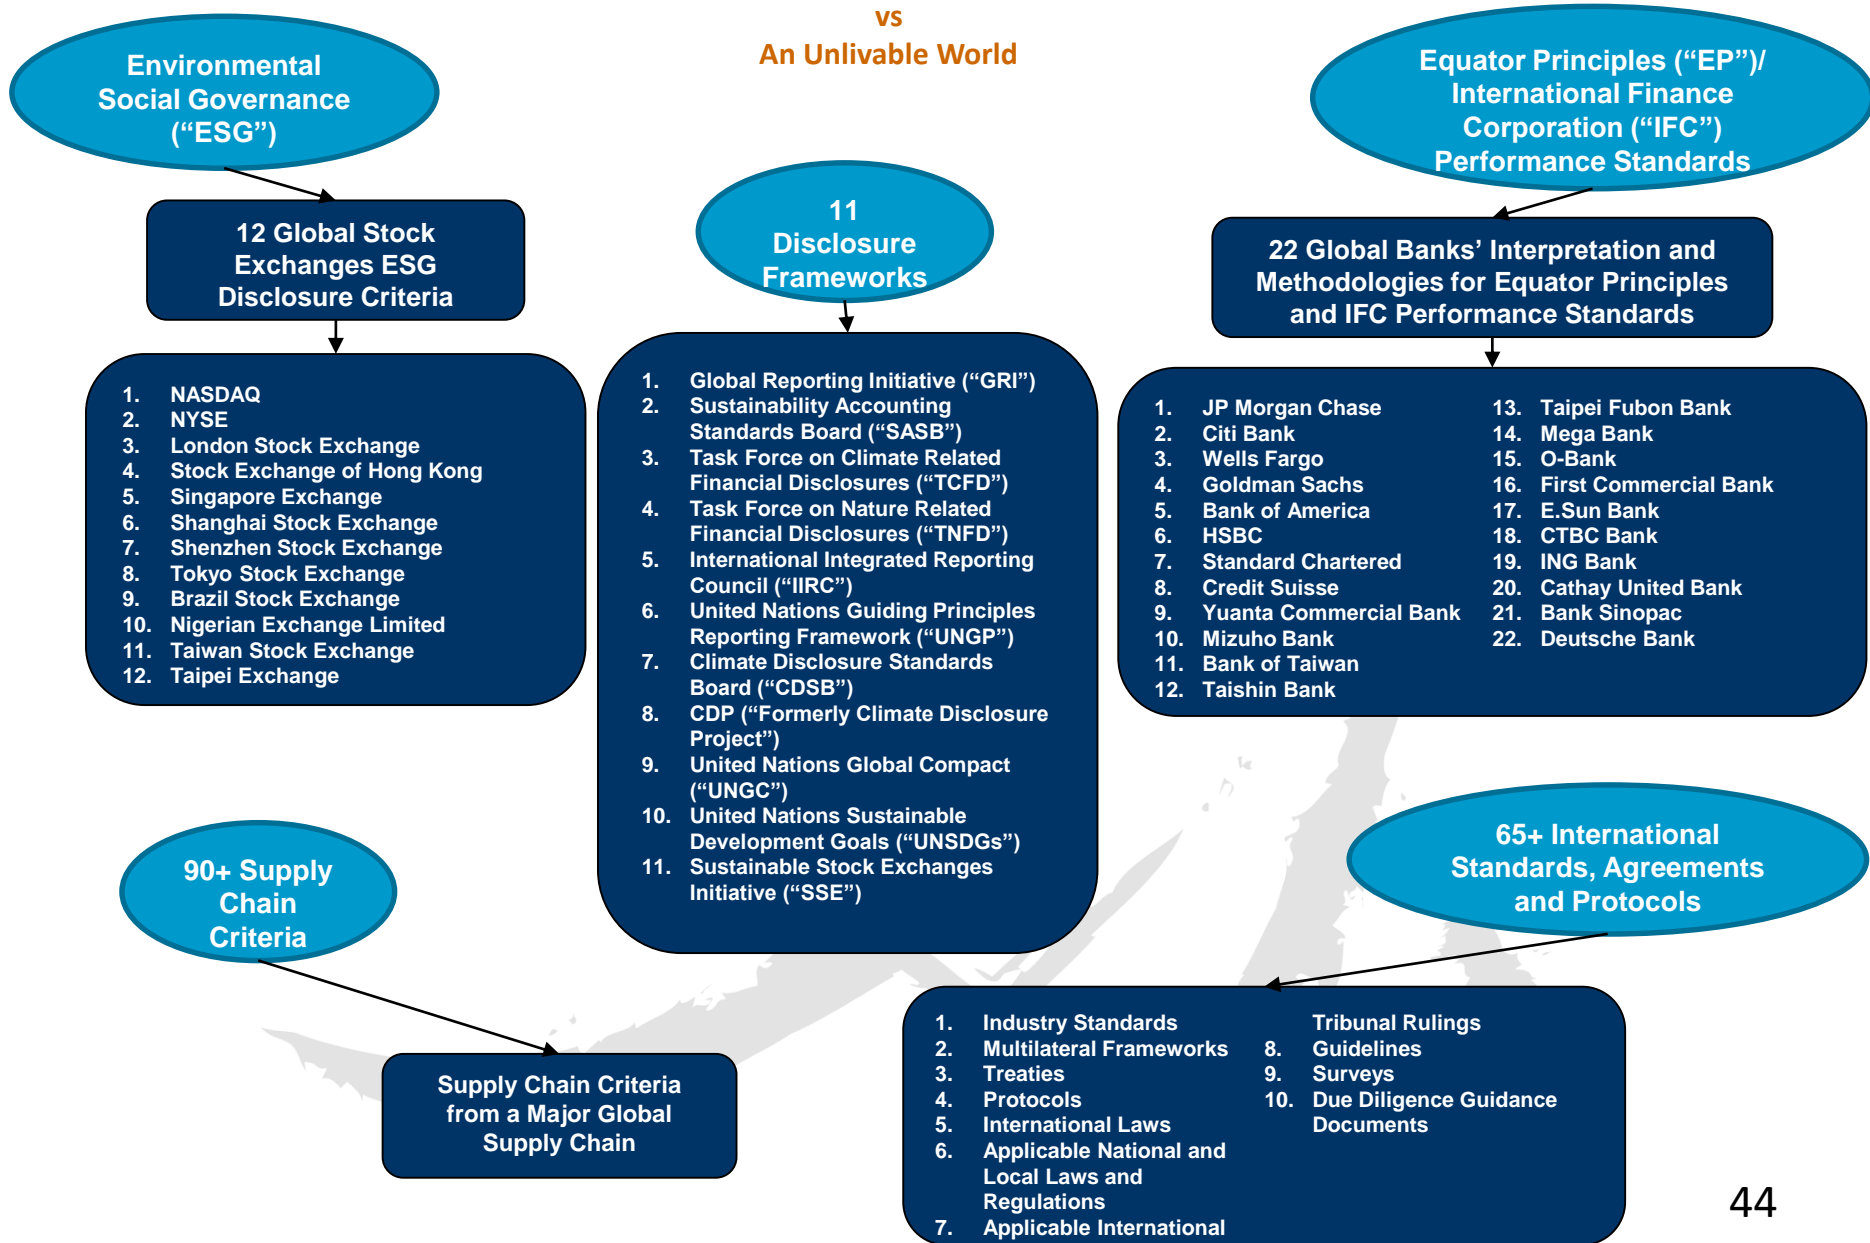 vs
An Unlivable World
Environmental
Social Governance
(“ESG”)
12 Global Stock
Exchanges ESG
Disclosure Criteria
1. NASDAQ
2. NYSE
3. London Stock Exchange
4. Stock Exchange of Hong Kong
5. Singapore Exchange
6. Shanghai Stock Exchange
7. Shenzhen Stock Exchange
8. Tokyo Stock Exchange
9. Brazil Stock Exchange
10. Nigerian Exchange Limited
11. Taiwan Stock Exchange
12. Taipei Exchange
11
Disclosure
Frameworks
1. Global Reporting Initiative (“GRI”)
2. Sustainability Accounting
Standards Board (“SASB”)
3. Task Force on Climate Related
Financial Disclosures (“TCFD”)
4. Task Force on Nature Related
Financial Disclosures (“TNFD”)
5. International Integrated Reporting
Council (“IIRC”)
6. United Nations Guiding Principles
Reporting Framework (“UNGP”)
7. Climate Disclosure Standards
Board (“CDSB”)
8. CDP (“Formerly Climate Disclosure
Project”)
9. United Nations Global Compact
(“UNGC”)
10. United Nations Sustainable
Development Goals (“UNSDGs”)
11. Sustainable Stock Exchanges
Initiative (“SSE”)
Equator Principles (“EP”)/
International Finance
Corporation (“IFC”)
Performance Standards
22 Global Banks’ Interpretation and
Methodologies for Equator Principles
and IFC Performance Standards
1. JP Morgan Chase
2. Citi Bank
3. Wells Fargo
4. Goldman Sachs
5. Bank of America
6. HSBC
7. Standard Chartered
8. Credit Suisse
9. Yuanta Commercial Bank
10. Mizuho Bank
11. Bank of Taiwan
12. Taishin Bank
13. Taipei Fubon Bank
14. Mega Bank
15. O-Bank
16. First Commercial Bank
17. E.Sun Bank
18. CTBC Bank
19. ING Bank
20. Cathay United Bank
21. Bank Sinopac
22. Deutsche Bank
90+ Supply
Chain
Criteria
Supply Chain Criteria
from a Major Global
Supply Chain
65+ International
Standards, Agreements
and Protocols
1. Industry Standards
2. Multilateral Frameworks
3. Treaties
4. Protocols
5. International Laws
6. Applicable National and
Local Laws and
Regulations
7. Applicable International
Tribunal Rulings
8. Guidelines
9. Surveys
10. Due Diligence Guidance
Documents
44